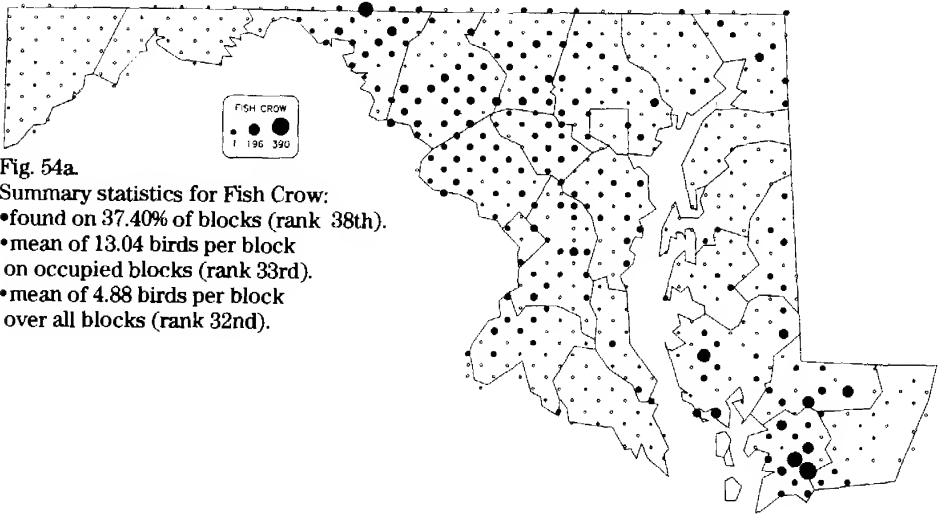 FISH CROW
1 196 390
Fig. 54a.
Summary statistics for Fish Crow:
•found on 37.40% of blocks (rank 38th).
•mean of 13.04 birds per block
on occupied blocks (rank 33rd).
•mean of 4.88 birds per block
over all blocks (rank 32nd).